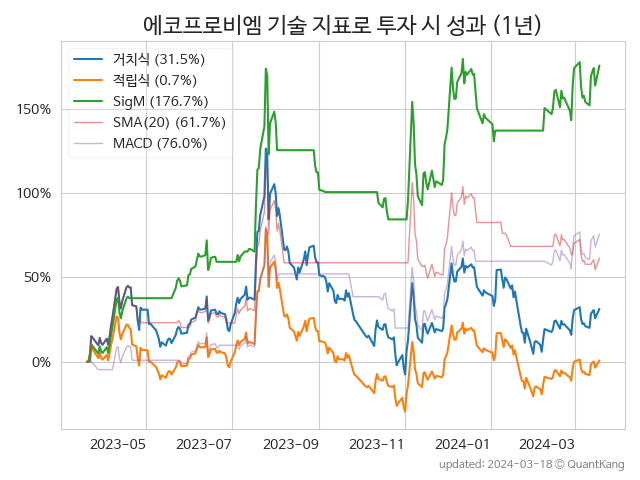 에코프로비엠 기술 지표로 투자 시 성과 (1년)
거치식 (31.5%)
적립식 (0.7%)
SigM (176.7%)
SMA(20) (61.7%)
MACD (76.0%)
150%
100%
50%
0%
2023-05 2023-07 2023-09 2023-11 2024-01 2024-03
updated: 2024-03-18 © QuantKang